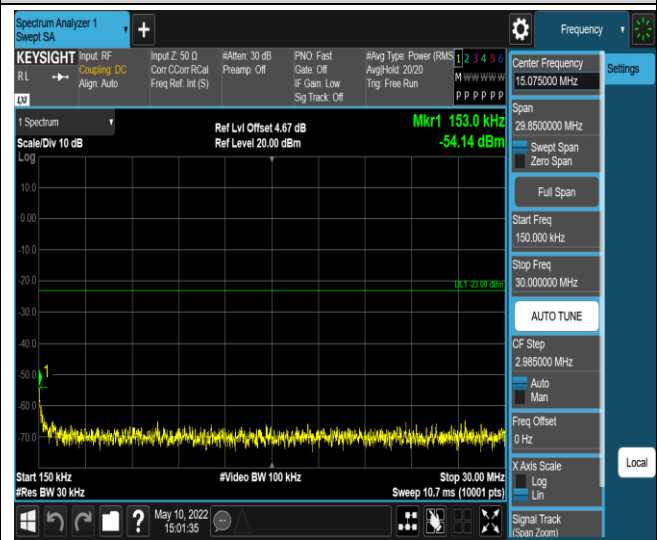 Spectrum Analyzer 1
Swept SA
+
Frequency
KEYSIGHT
RL
LXI
Input: RF
Coupling: DC
Align: Auto
Input Z: 50 Ω
Corr CCorr RCal
Freq Ref: Int (S)
#Atten: 30 dB
Preamp: Off
PNO: Fast
Gate: Off
IF Gain: Low
Sig Track: Off
#Avg Type: Power (RMS
Avg|Hold: 20/20
Trig: Free Run
1 2 3 4 5 6
M W W W W W
P P P P P P
1 Spectrum
Scale/Div 10 dB
Log
Ref Lvl Offset 4.67 dB
Ref Level 20.00 dBm
Mkr1 153.0 kHz
-54.14 dBm
10.0
0.00
-10.0
-20.0
-30.0
-40.0
-50.0
-60.0
-70.0
DL1 -23.00 dBm
1
Start 150 kHz
#Res BW 30 kHz
#Video BW 100 kHz
Stop 30.00 MHz
Sweep 10.7 ms (10001 pts)
May 10, 2022
15:01:35
?
Center Frequency
15.075000 MHz
Span
29.8500000 MHz
Swept Span
Zero Span
Full Span
Start Freq
150.000 kHz
Stop Freq
30.000000 MHz
AUTO TUNE
CF Step
2.985000 MHz
Auto
Man
Freq Offset
0 Hz
X Axis Scale
Log
Lin
Signal Track
(Span Zoom)
Settings
Local